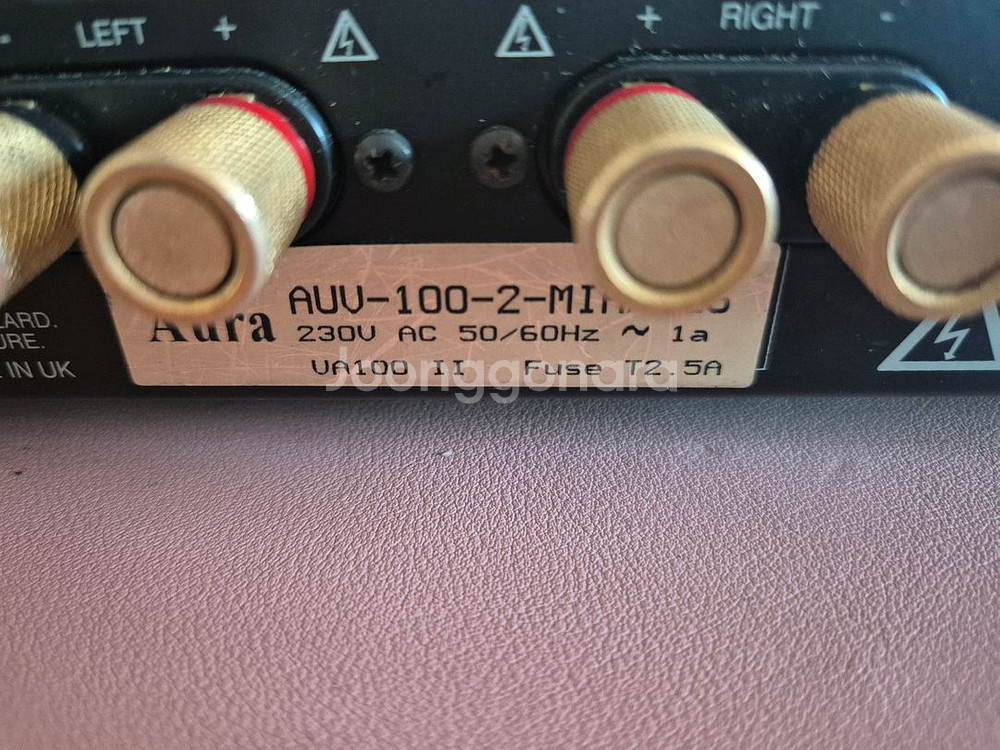 - LEFT + + RIGHT -
Aura AUV-100-2-
230V AC 50/60Hz ~ 1a
VA100 II Fuse T2.5A
IN UK
Joonggonara